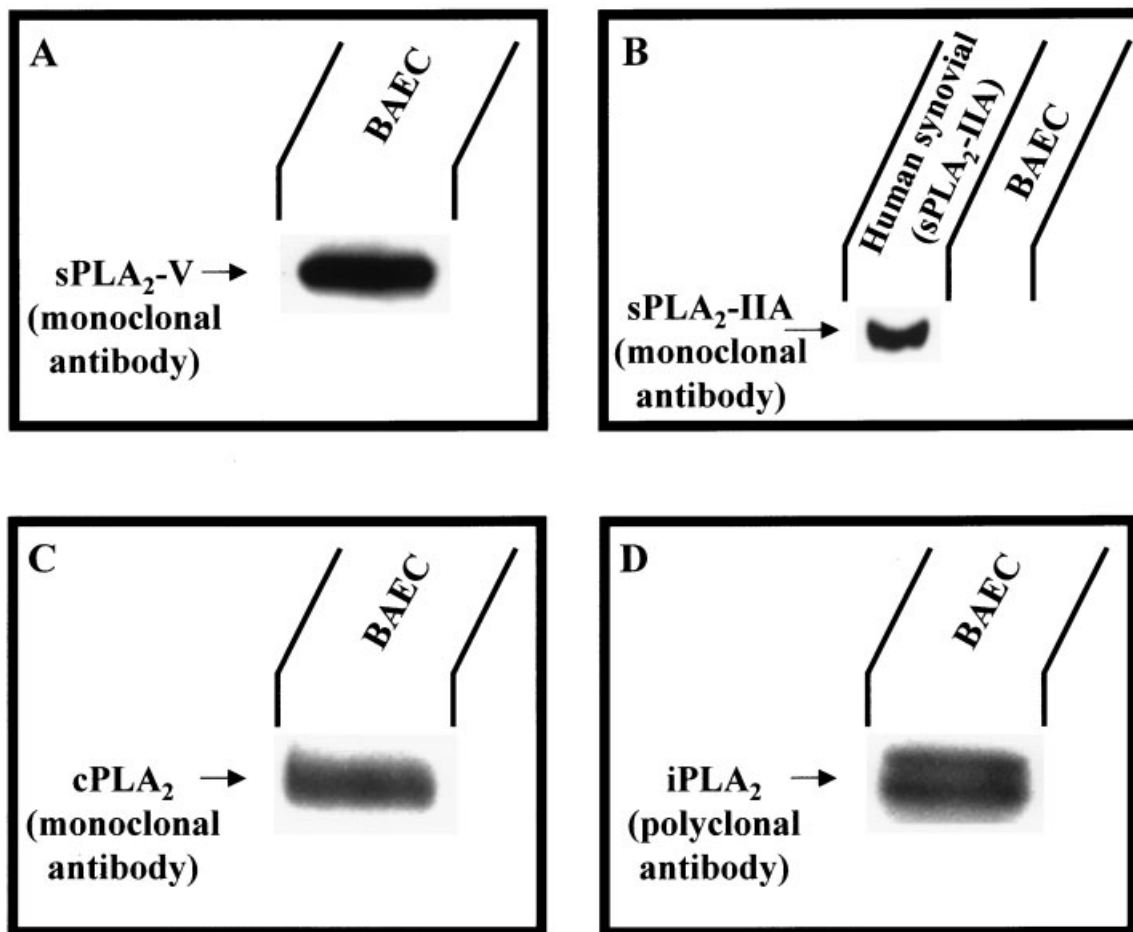 A
BAEC
sPLA₂-V
(monoclonal
antibody)
B
Human synovial
(sPLA₂-IIA)
BAEC
sPLA₂-IIA
(monoclonal
antibody)
C
BAEC
cPLA₂
(monoclonal
antibody)
D
BAEC
iPLA₂
(polyclonal
antibody)